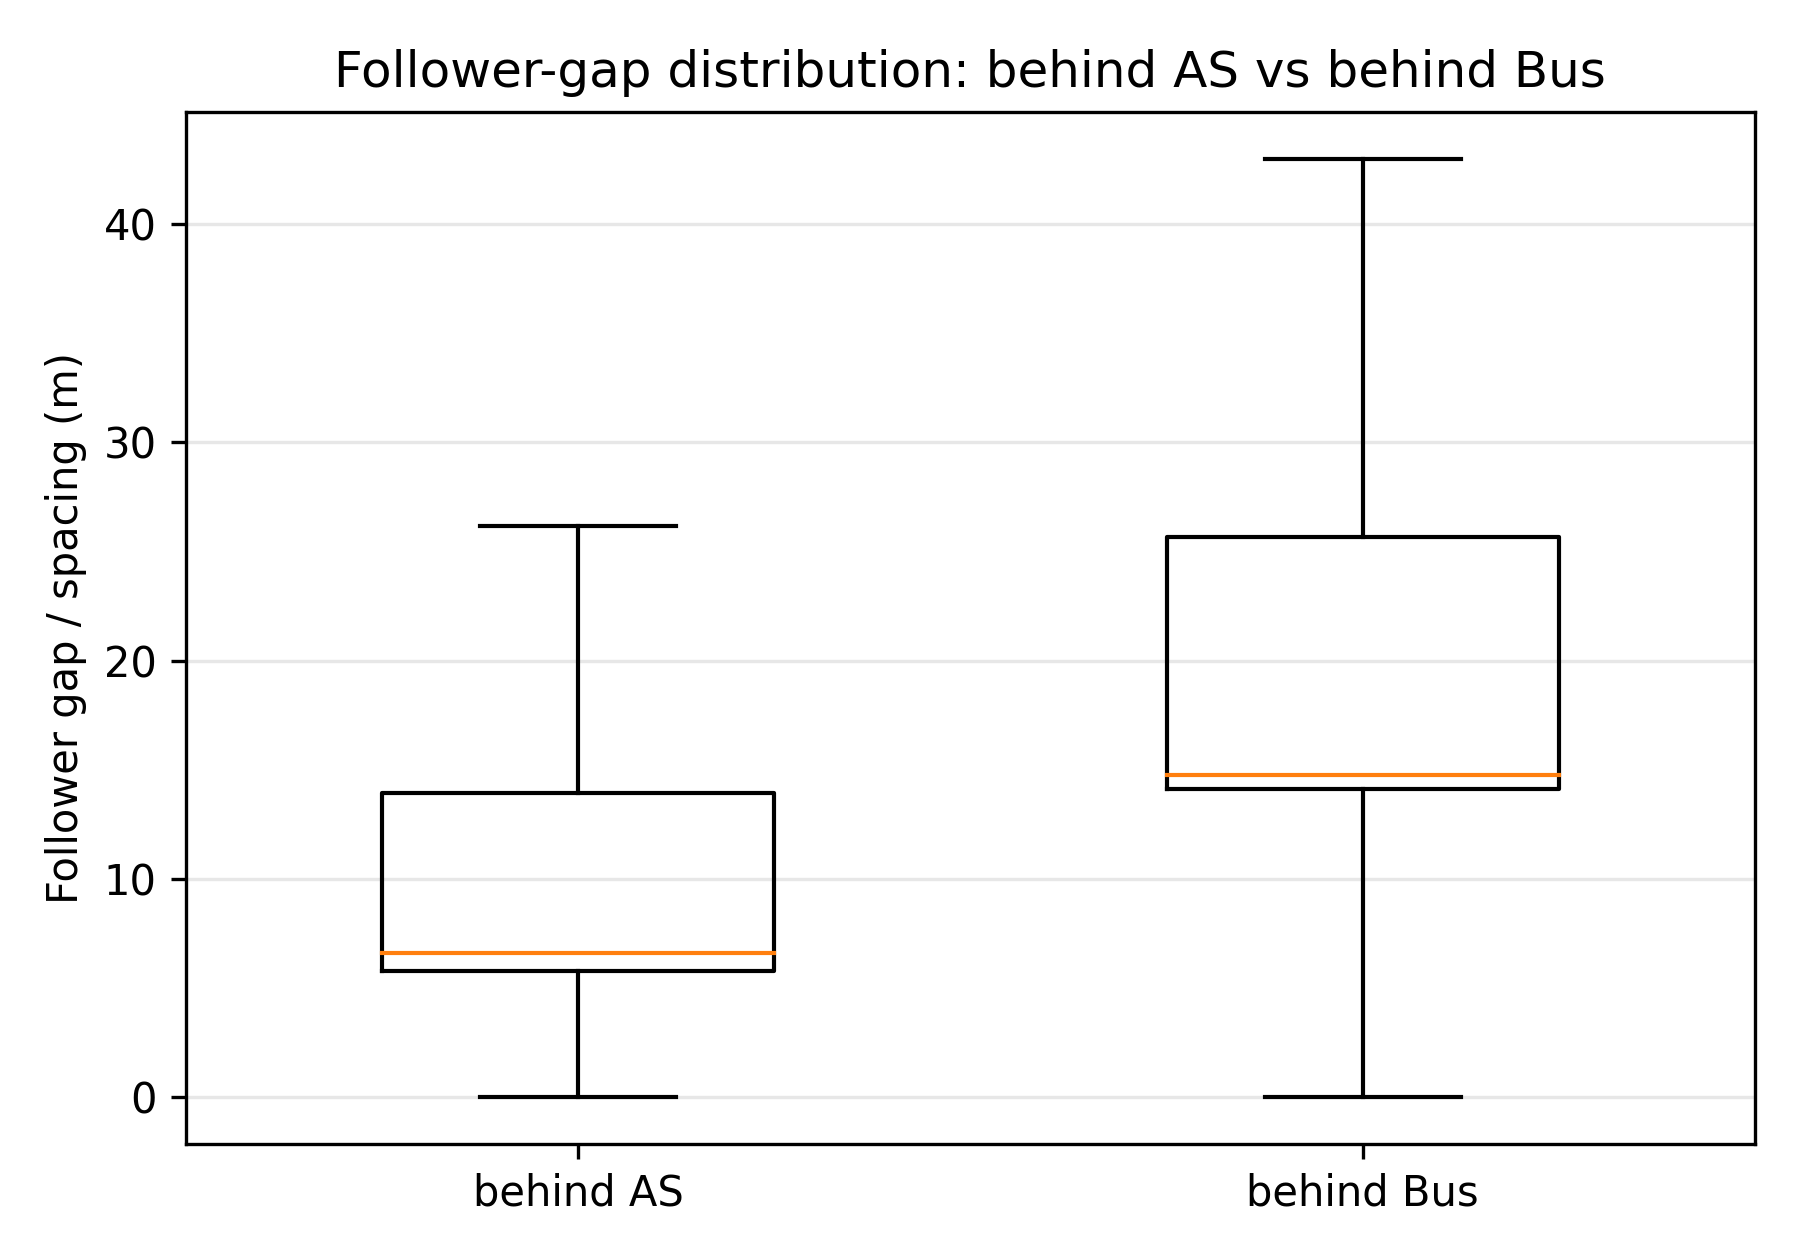 Follower-gap distribution: behind AS vs behind Bus
Follower gap / spacing (m)
40
30
20
10
0
behind AS
behind Bus